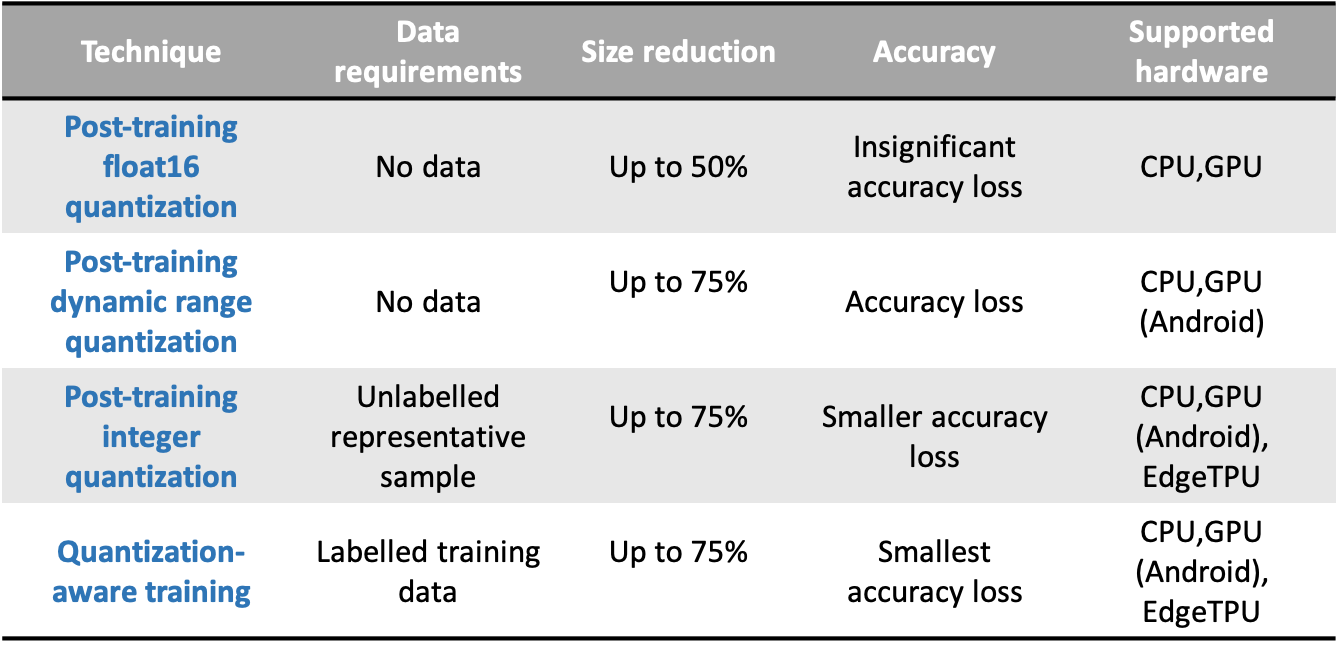 Technique
Data
requirements
Size reduction
Accuracy
Supported
hardware
Post-training
float16
quantization
No data
Up to 50%
Insignificant
accuracy loss
CPU,GPU
Post-training
dynamic range
quantization
No data
Up to 75%
Accuracy loss
CPU,GPU
(Android)
Post-training
integer
quantization
Unlabelled
representative
sample
Up to 75%
Smaller accuracy
loss
CPU,GPU
(Android),
EdgeTPU
Quantization-
aware training
Labelled training
data
Up to 75%
Smallest
accuracy loss
CPU,GPU
(Android),
EdgeTPU